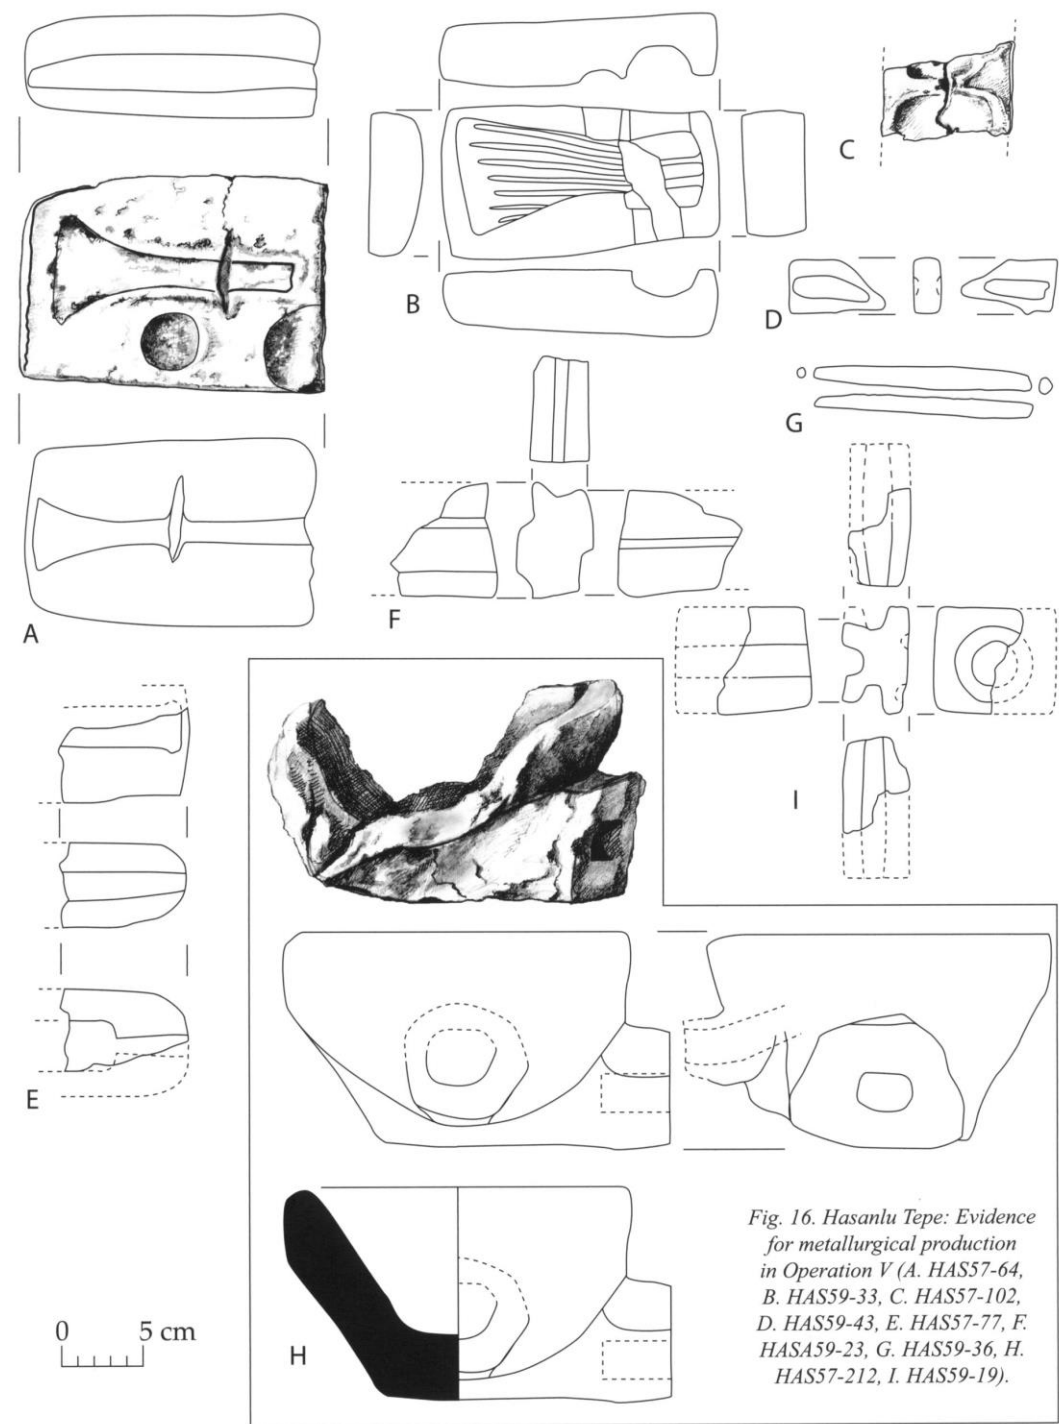 C
B
D
G
A
F
I
E
H
0 5 cm
Fig. 16. Hasanlu Tepe: Evidence
for metallurgical production
in Operation V (A. HAS57-64,
B. HAS59-33, C. HAS57-102,
D. HAS59-43, E. HAS57-77, F.
HASA59-23, G. HAS59-36, H.
HAS57-212, I. HAS59-19).